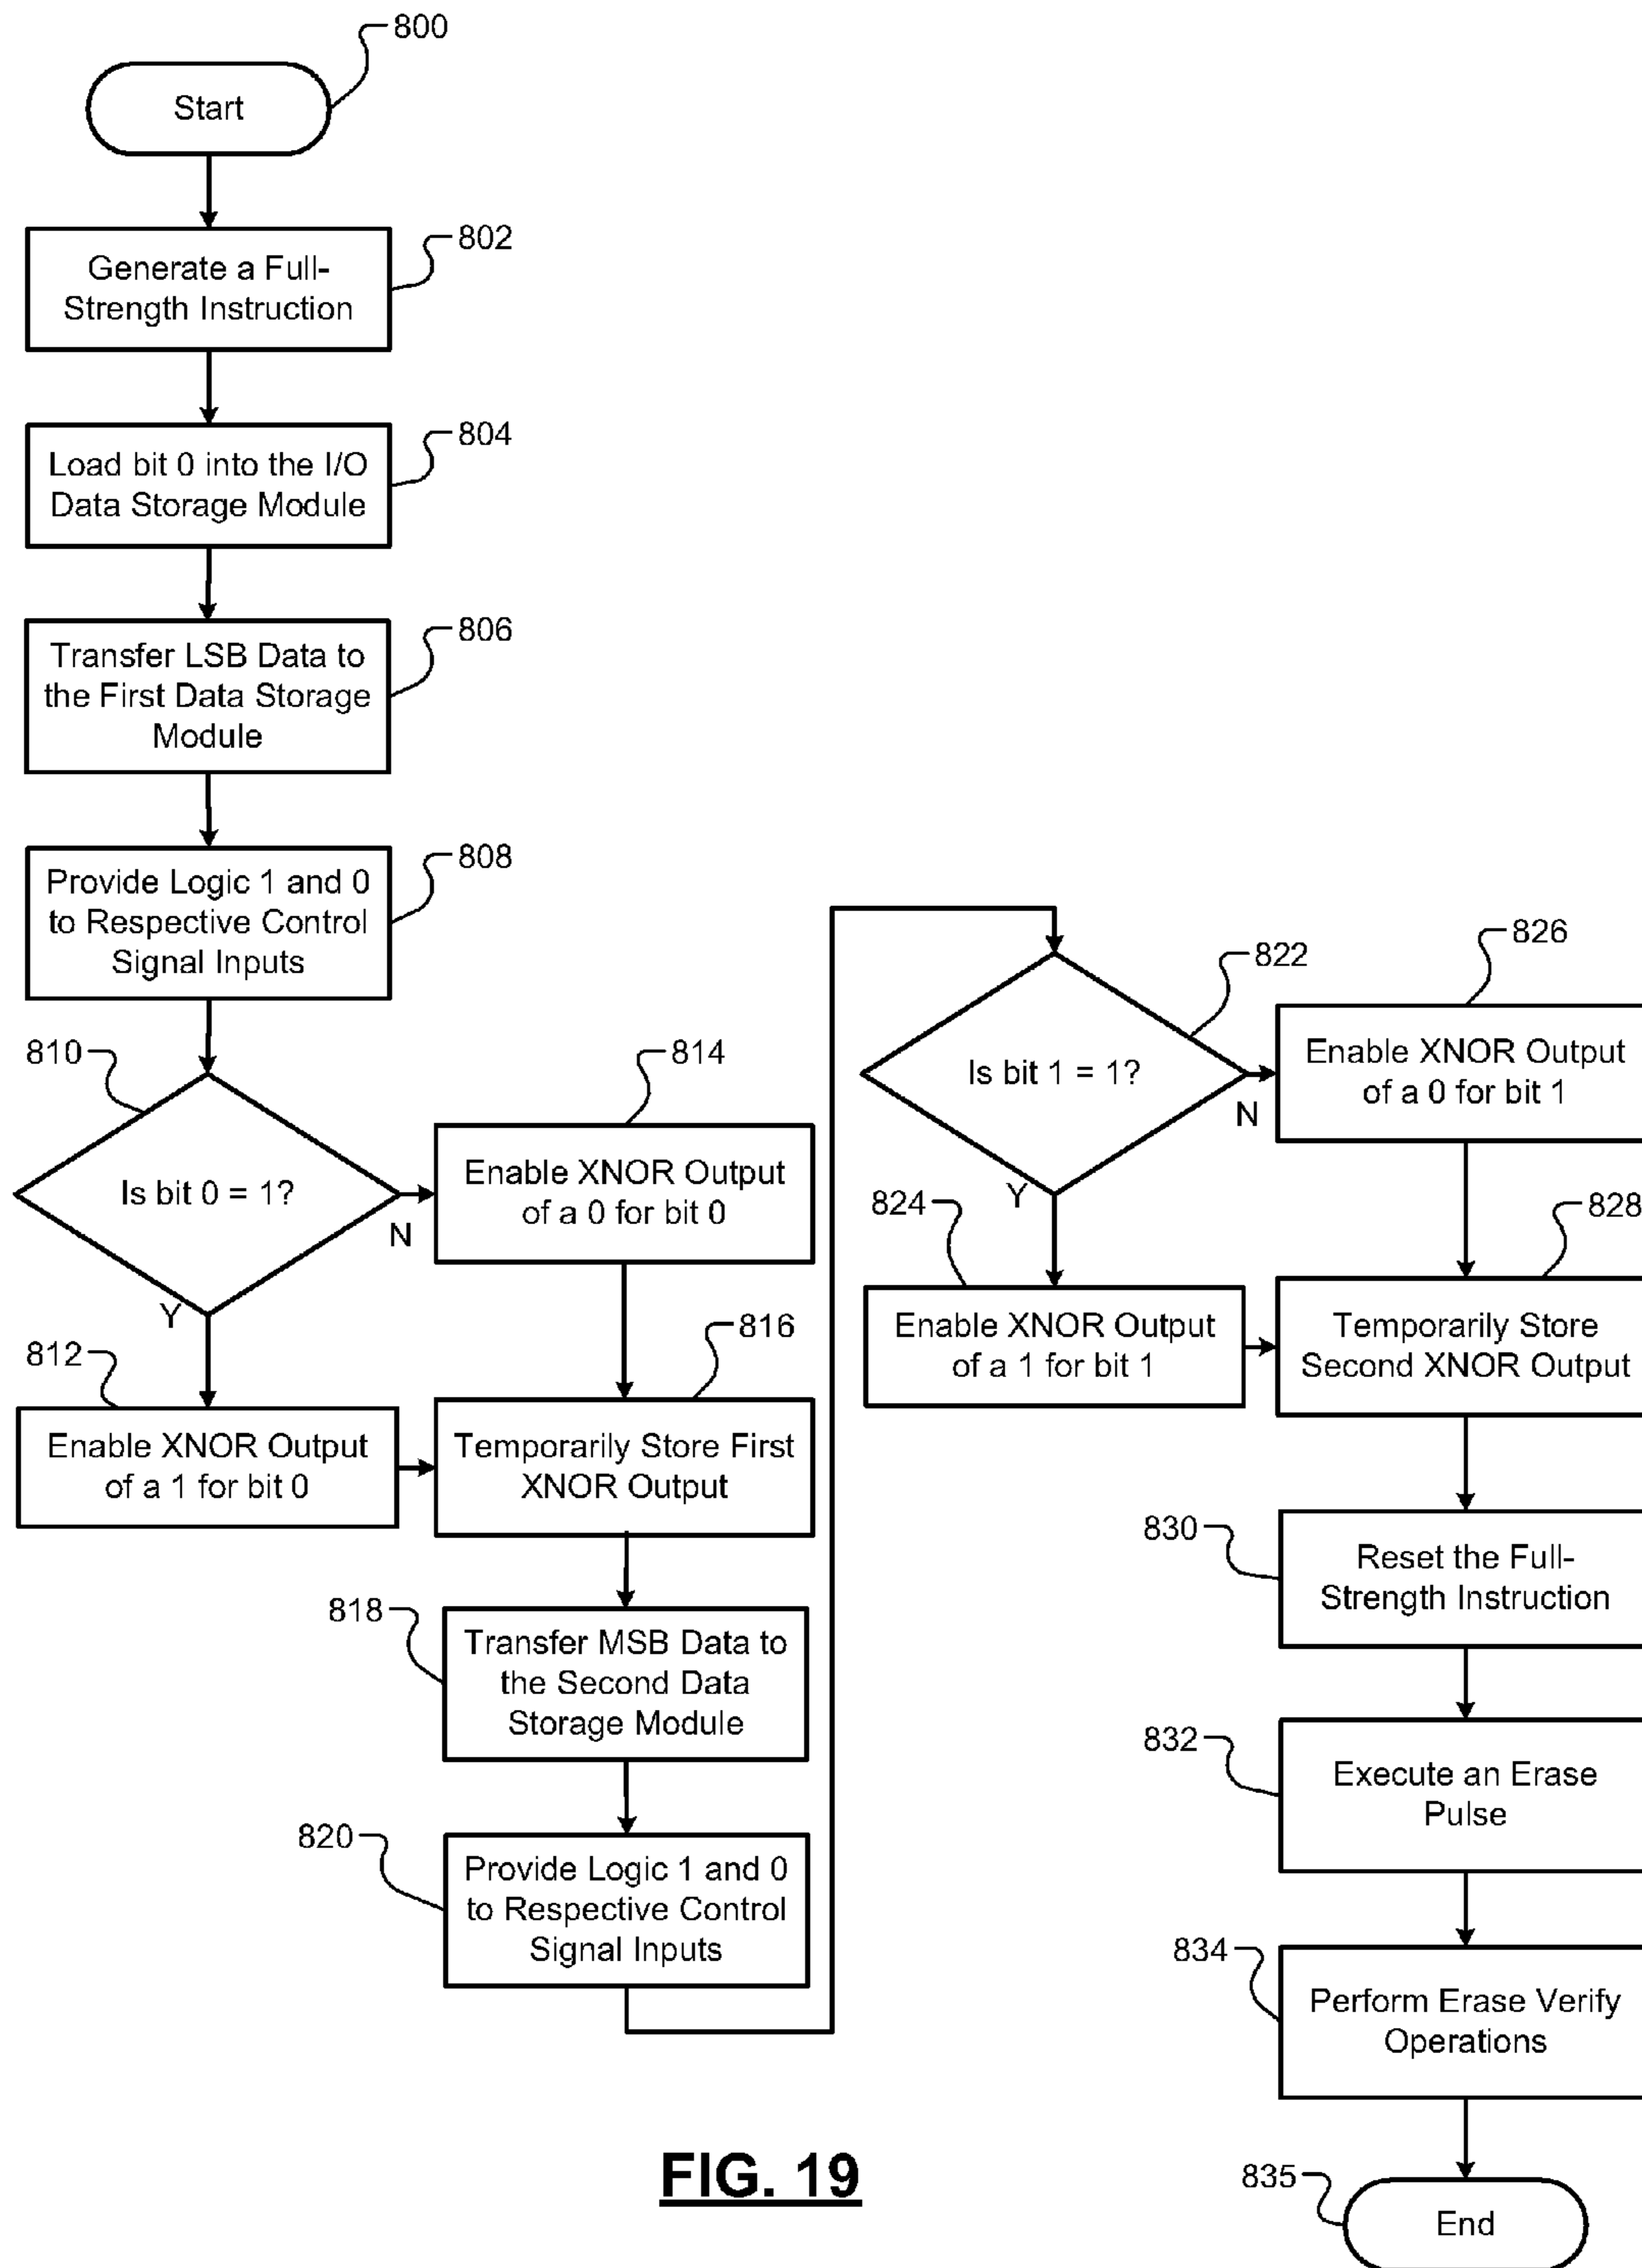 800
Start
802
Generate a Full-
Strength Instruction
804
Load bit 0 into the I/O
Data Storage Module
806
Transfer LSB Data to
the First Data Storage
Module
808
Provide Logic 1 and 0
to Respective Control
Signal Inputs
810
Is bit 0 = 1?
N
Y
814
Enable XNOR Output
of a 0 for bit 0
812
Enable XNOR Output
of a 1 for bit 0
816
Temporarily Store First
XNOR Output
818
Transfer MSB Data to
the Second Data
Storage Module
820
Provide Logic 1 and 0
to Respective Control
Signal Inputs
822
Is bit 1 = 1?
N
Y
826
Enable XNOR Output
of a 0 for bit 1
824
Enable XNOR Output
of a 1 for bit 1
828
Temporarily Store
Second XNOR Output
830
Reset the Full-
Strength Instruction
832
Execute an Erase
Pulse
834
Perform Erase Verify
Operations
835
End
FIG. 19